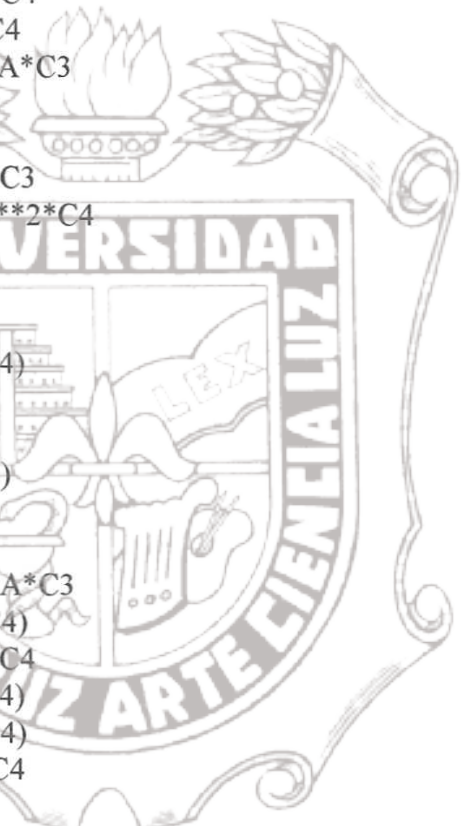 C4
C4
A*C3
C3
**2*C4
VERSIDAD
LEX
4)
)
A*C3
4)
C4
4)
4)
C4
IZ ARTE CIENCIA LUZ